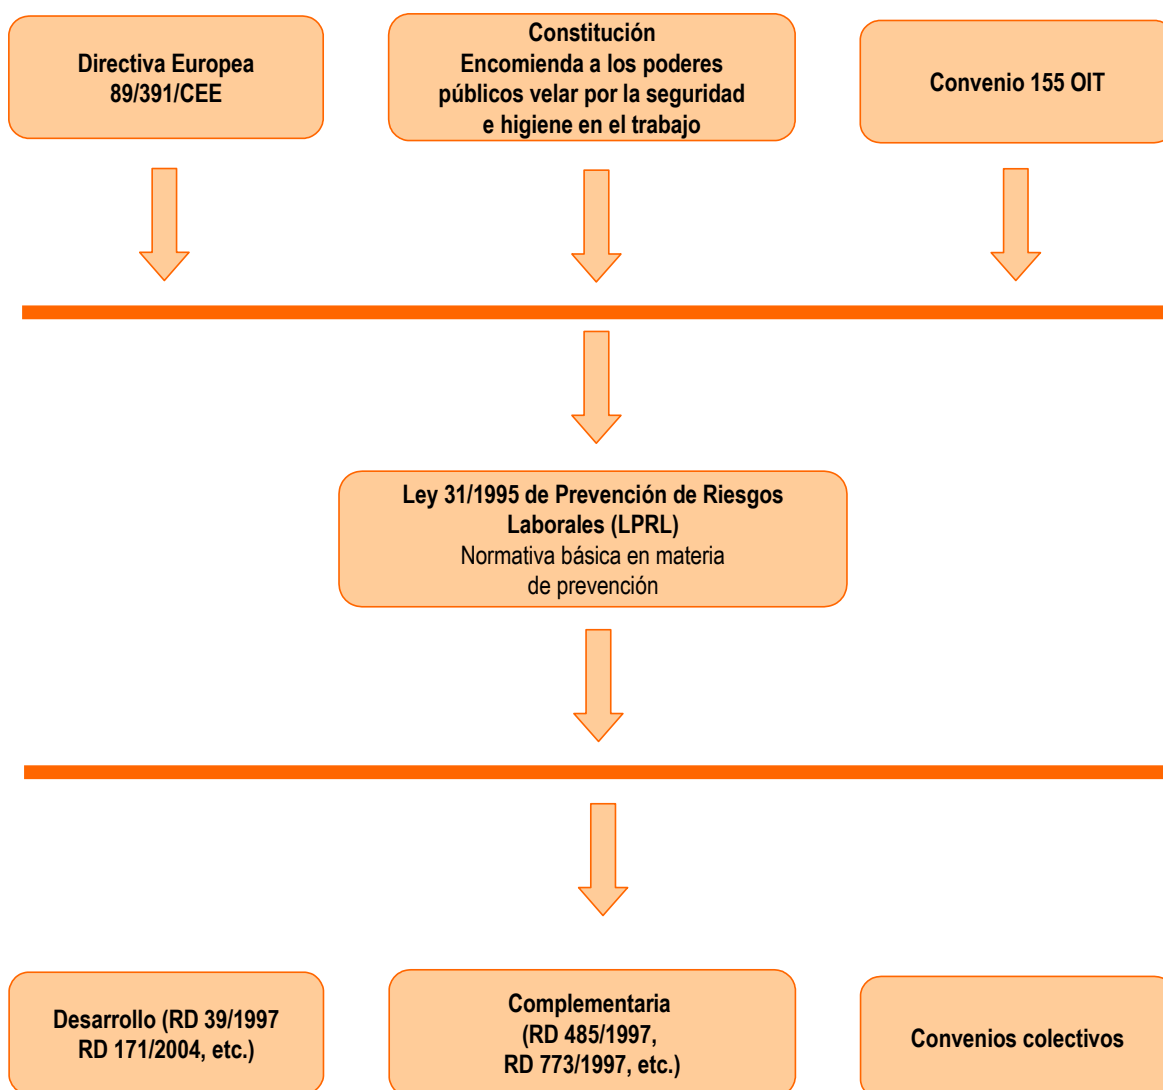 Directiva Europea
89/391/CEE
Constitución
Encomienda a los poderes
públicos velar por la seguridad
e higiene en el trabajo
Convenio 155 OIT
Ley 31/1995 de Prevención de Riesgos
Laborales (LPRL)
Normativa básica en materia
de prevención
Desarrollo (RD 39/1997
RD 171/2004, etc.)
Complementaria
(RD 485/1997,
RD 773/1997, etc.)
Convenios colectivos